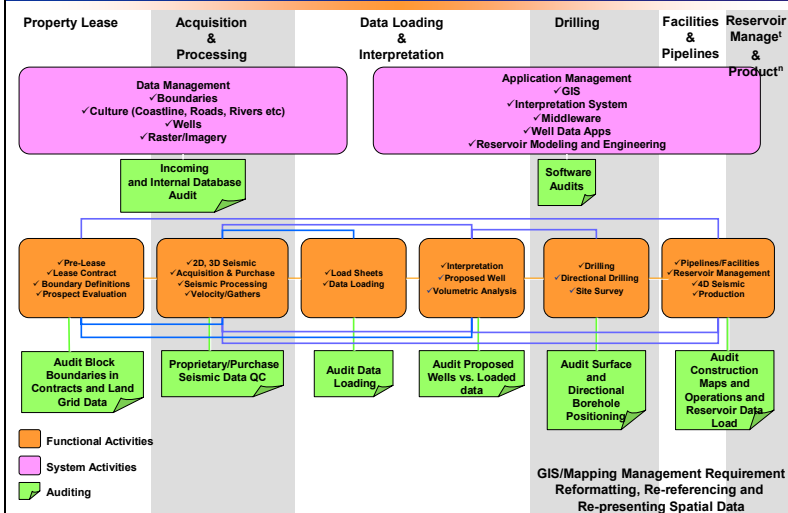 Property Lease
Acquisition
&
Processing
Data Loading
&
Interpretation
Drilling
Facilities
&
Pipelines
Reservoir
Manageᵗ
&
Productⁿ
Data Management
✓Boundaries
✓Culture (Coastline, Roads, Rivers etc)
✓Wells
✓Raster/Imagery
Application Management
✓GIS
✓Interpretation System
✓Middleware
✓Well Data Apps
✓Reservoir Modeling and Engineering
Incoming
and Internal Database
Audit
Software
Audits
✓Pre-Lease
✓Lease Contract
✓Boundary Definitions
✓Prospect Evaluation
✓2D, 3D Seismic
✓Acquisition & Purchase
✓Seismic Processing
✓Velocity/Gathers
✓Load Sheets
✓Data Loading
✓Interpretation
✓Proposed Well
✓Volumetric Analysis
✓Drilling
✓Directional Drilling
✓Site Survey
✓Pipelines/Facilities
✓Reservoir Management
✓4D Seismic
✓Production
Audit Block
Boundaries in
Contracts and Land
Grid Data
Proprietary/Purchase
Seismic Data QC
Audit Data
Loading
Audit Proposed
Wells vs. Loaded
data
Audit Surface
and
Directional
Borehole
Positioning
Audit
Construction
Maps and
Operations and
Reservoir Data
Load
Functional Activities
System Activities
Auditing
GIS/Mapping Management Requirement
Reformatting, Re-referencing and
Re-presenting Spatial Data